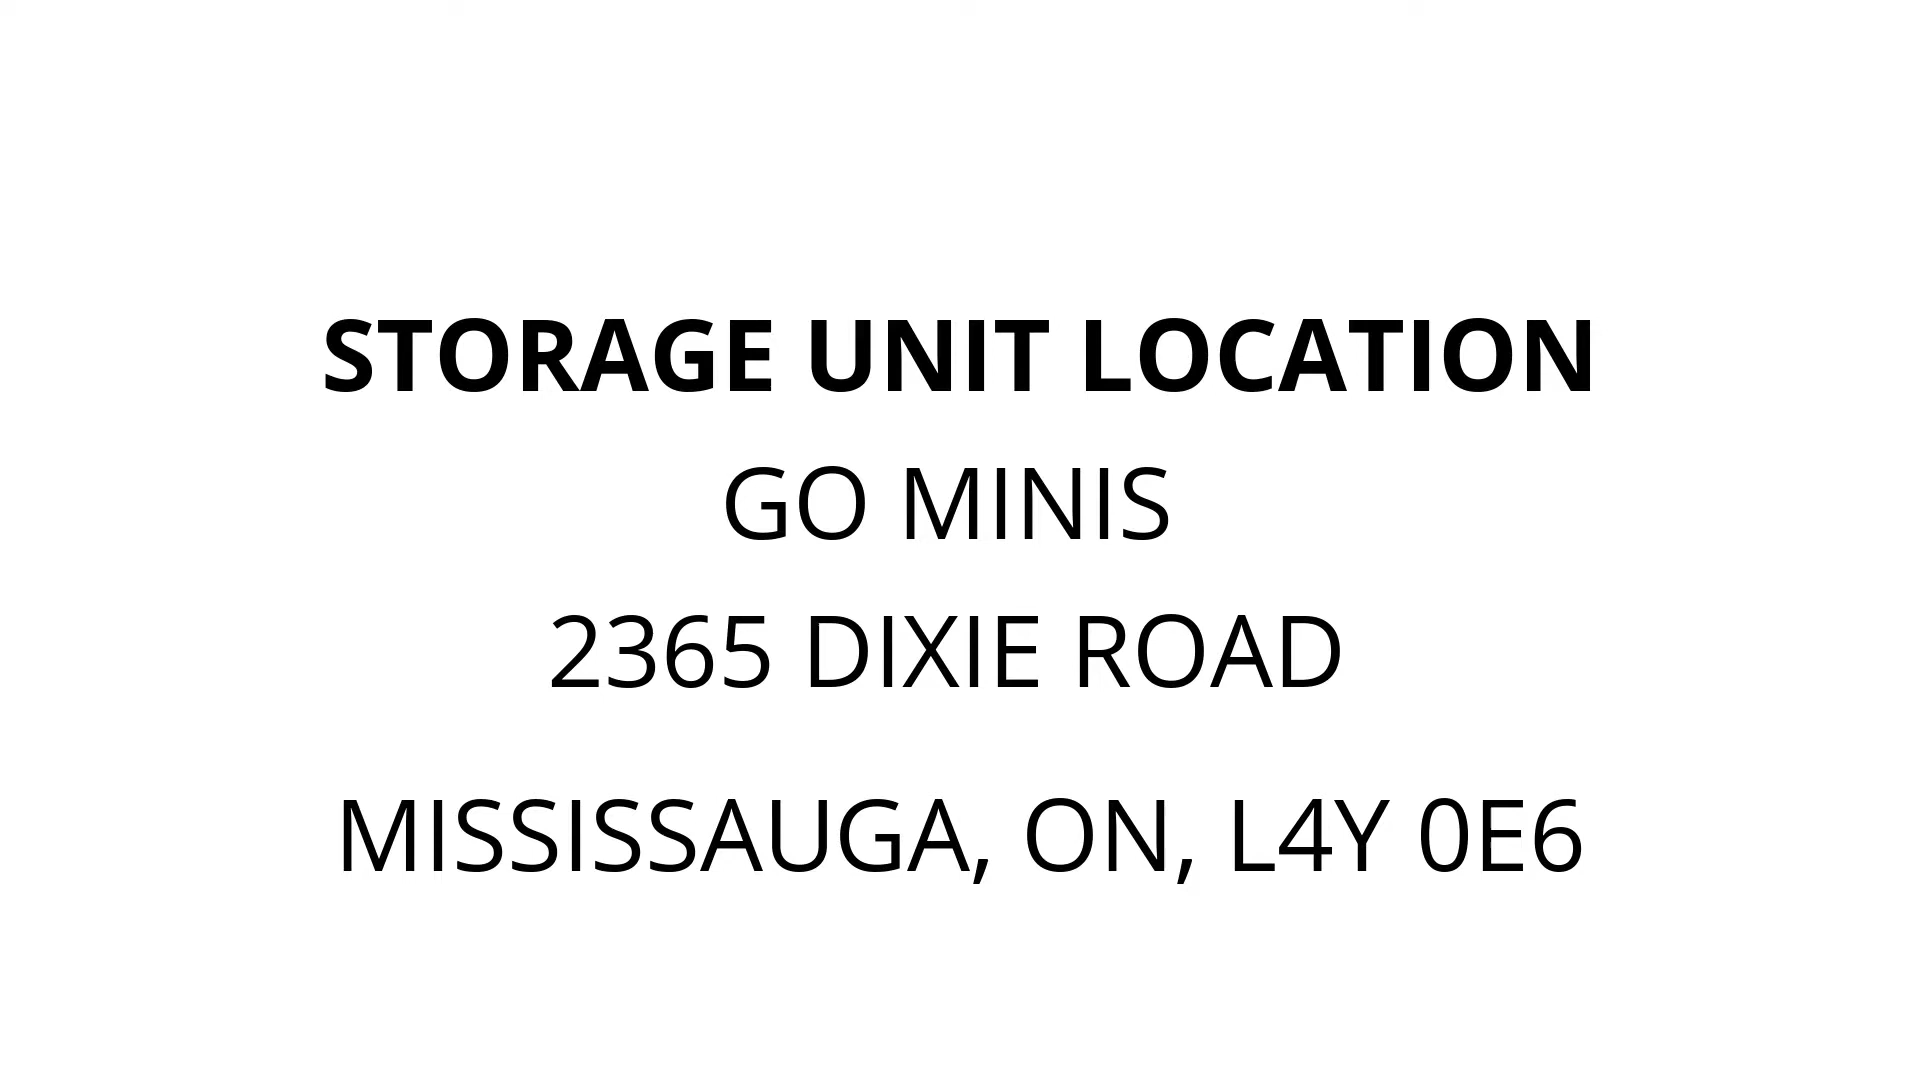 STORAGE UNIT LOCATION
GO MINIS
2365 DIXIE ROAD
MISSISSAUGA, ON, L4Y 0E6